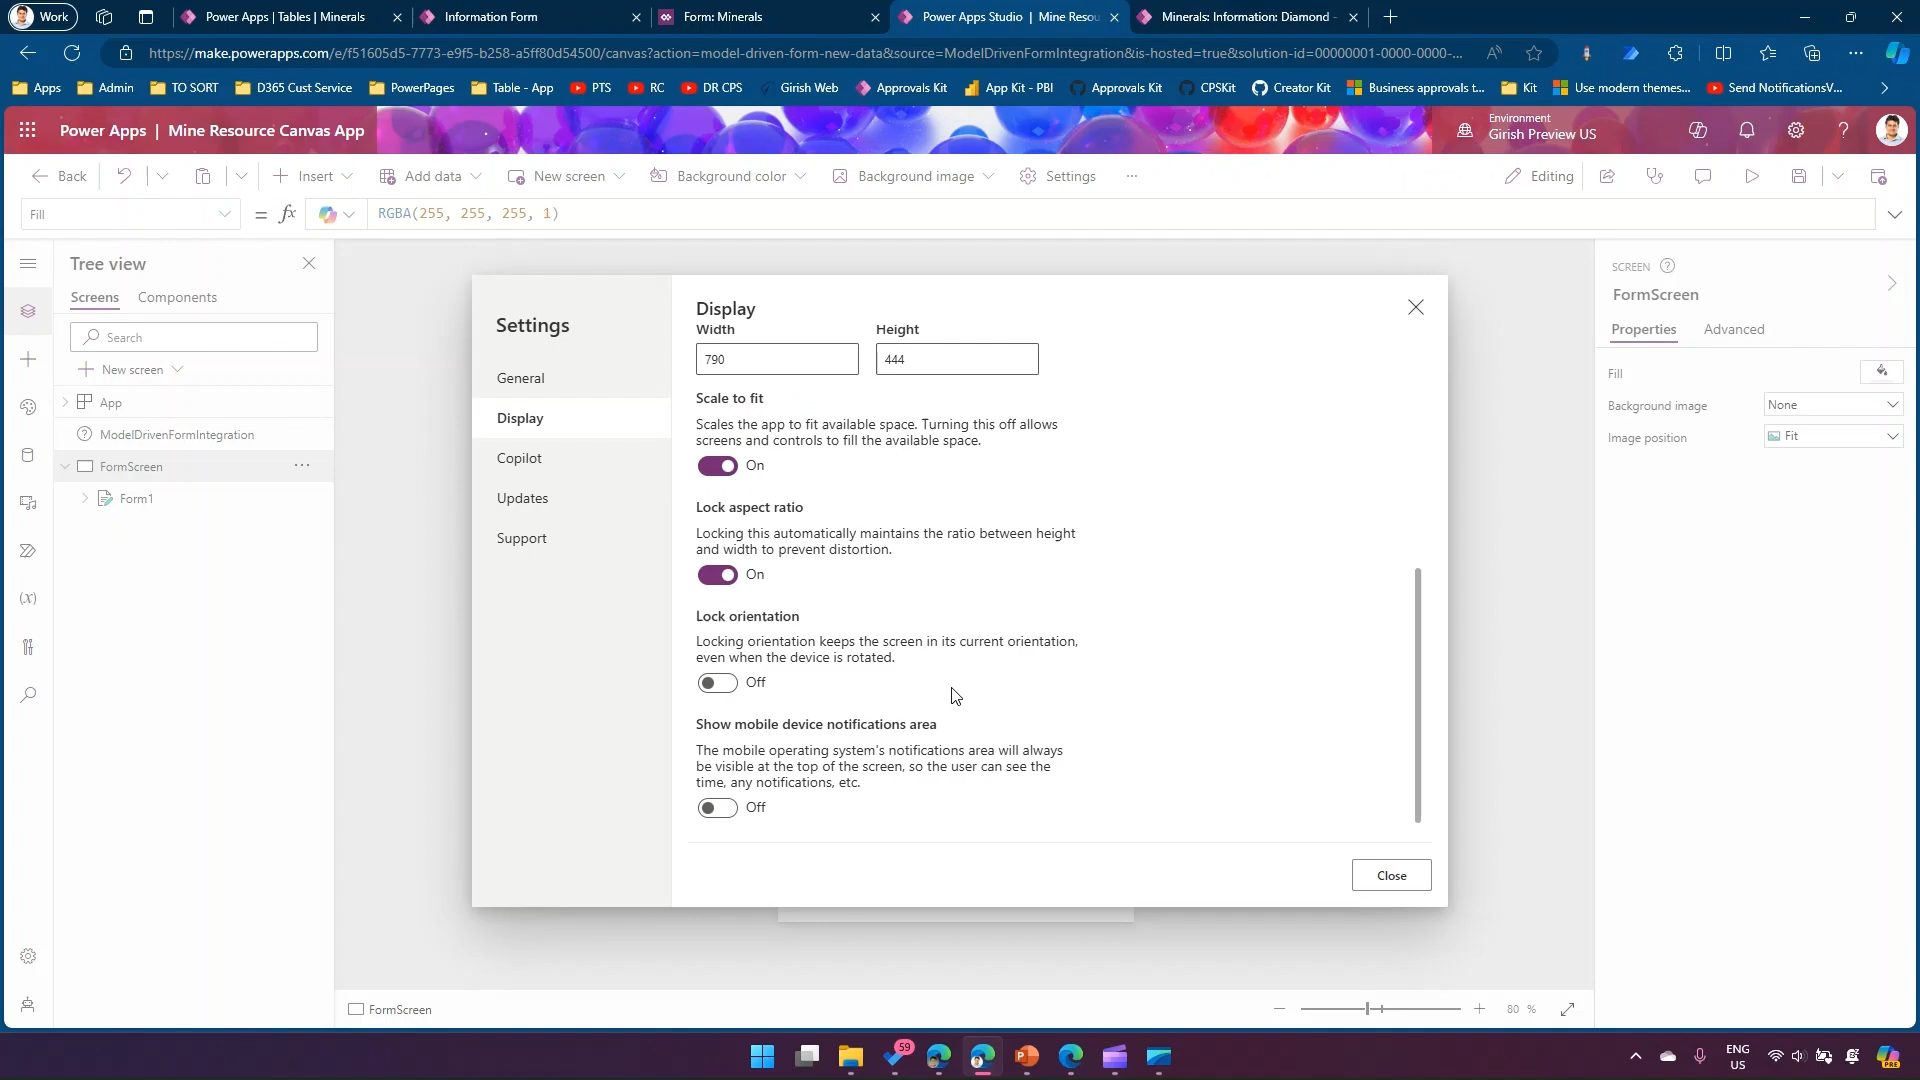 Work
Power Apps | Tables | Minerals
Information Form
Form: Minerals
Power Apps Studio | Mine Resou
Minerals: Information: Diamond -
https://make.powerapps.com/e/f51605d5-7773-e9f5-b258-a5ff80d54500/canvas?action=model-driven-form-new-data&source=ModelDrivenFormIntegration&is-hosted=true&solution-id=00000001-0000-0000-...
Apps
Admin
TO SORT
D365 Cust Service
PowerPages
Table - App
PTS
RC
DR CPS
Girish Web
Approvals Kit
App Kit - PBI
Approvals Kit
CPSKit
Creator Kit
Business approvals t...
Kit
Use modern themes...
Send NotificationsV...
Power Apps | Mine Resource Canvas App
Environment
Girish Preview US
Back
Insert
Add data
New screen
Background color
Background image
Settings
...
Editing
Fill
= fx
RGBA(255, 255, 255, 1)
Tree view
Screens Components
Search
New screen
App
ModelDrivenFormIntegration
FormScreen
Form1
Settings
General
Display
Copilot
Updates
Support
Display
Width Height
790 444
Scale to fit
Scales the app to fit available space. Turning this off allows
screens and controls to fill the available space.
On
Lock aspect ratio
Locking this automatically maintains the ratio between height
and width to prevent distortion.
On
Lock orientation
Locking orientation keeps the screen in its current orientation,
even when the device is rotated.
Off
Show mobile device notifications area
The mobile operating system's notifications area will always
be visible at the top of the screen, so the user can see the
time, any notifications, etc.
Off
Close
SCREEN
FormScreen
Properties Advanced
Fill
Background image None
Image position Fit
FormScreen
80 %
59
ENG
US